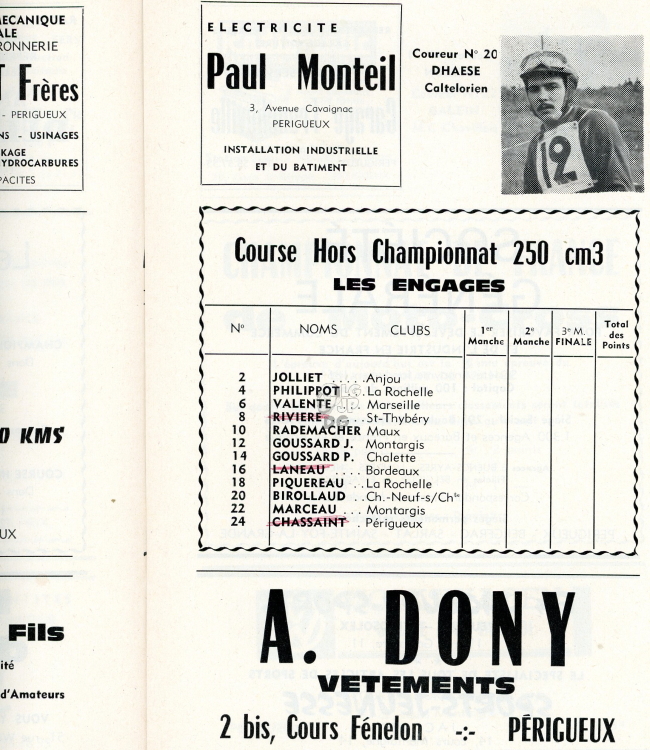 MECANIQUE
ALE
RONNERIE
T Frères
- PERIGUEUX
NS - USINAGES
KAGE
YDROCARBURES
PACITES
0 KMS
UX
Fils
ité
d'Amateurs
ELECTRICITE
Paul Monteil
3, Avenue Cavaignac
PERIGUEUX
INSTALLATION INDUSTRIELLE
ET DU BATIMENT
Coureur N° 20
DHAESE
Caltelorien
12
Course Hors Championnat 250 cm3
LES ENGAGES
N° NOMS CLUBS 1er Manche 2e Manche 3e M. FINALE Total des Points
2 JOLLIET ..... Anjou
4 PHILIPPOT ... La Rochelle
6 VALENTE ... Marseille
8 RIVIERE ... St-Thybéry
10 RADEMACHER Maux
12 GOUSSARD J. Montargis
14 GOUSSARD P. Chalette
16 LANEAU .... Bordeaux
18 PIQUEREAU .. La Rochelle
20 BIROLLAUD . Ch.-Neuf-s/Chte
22 MARCEAU ... Montargis
24 CHASSAINT . Périgueux
A. DONY
VETEMENTS
2 bis, Cours Fénelon -:- PÉRIGUEUX